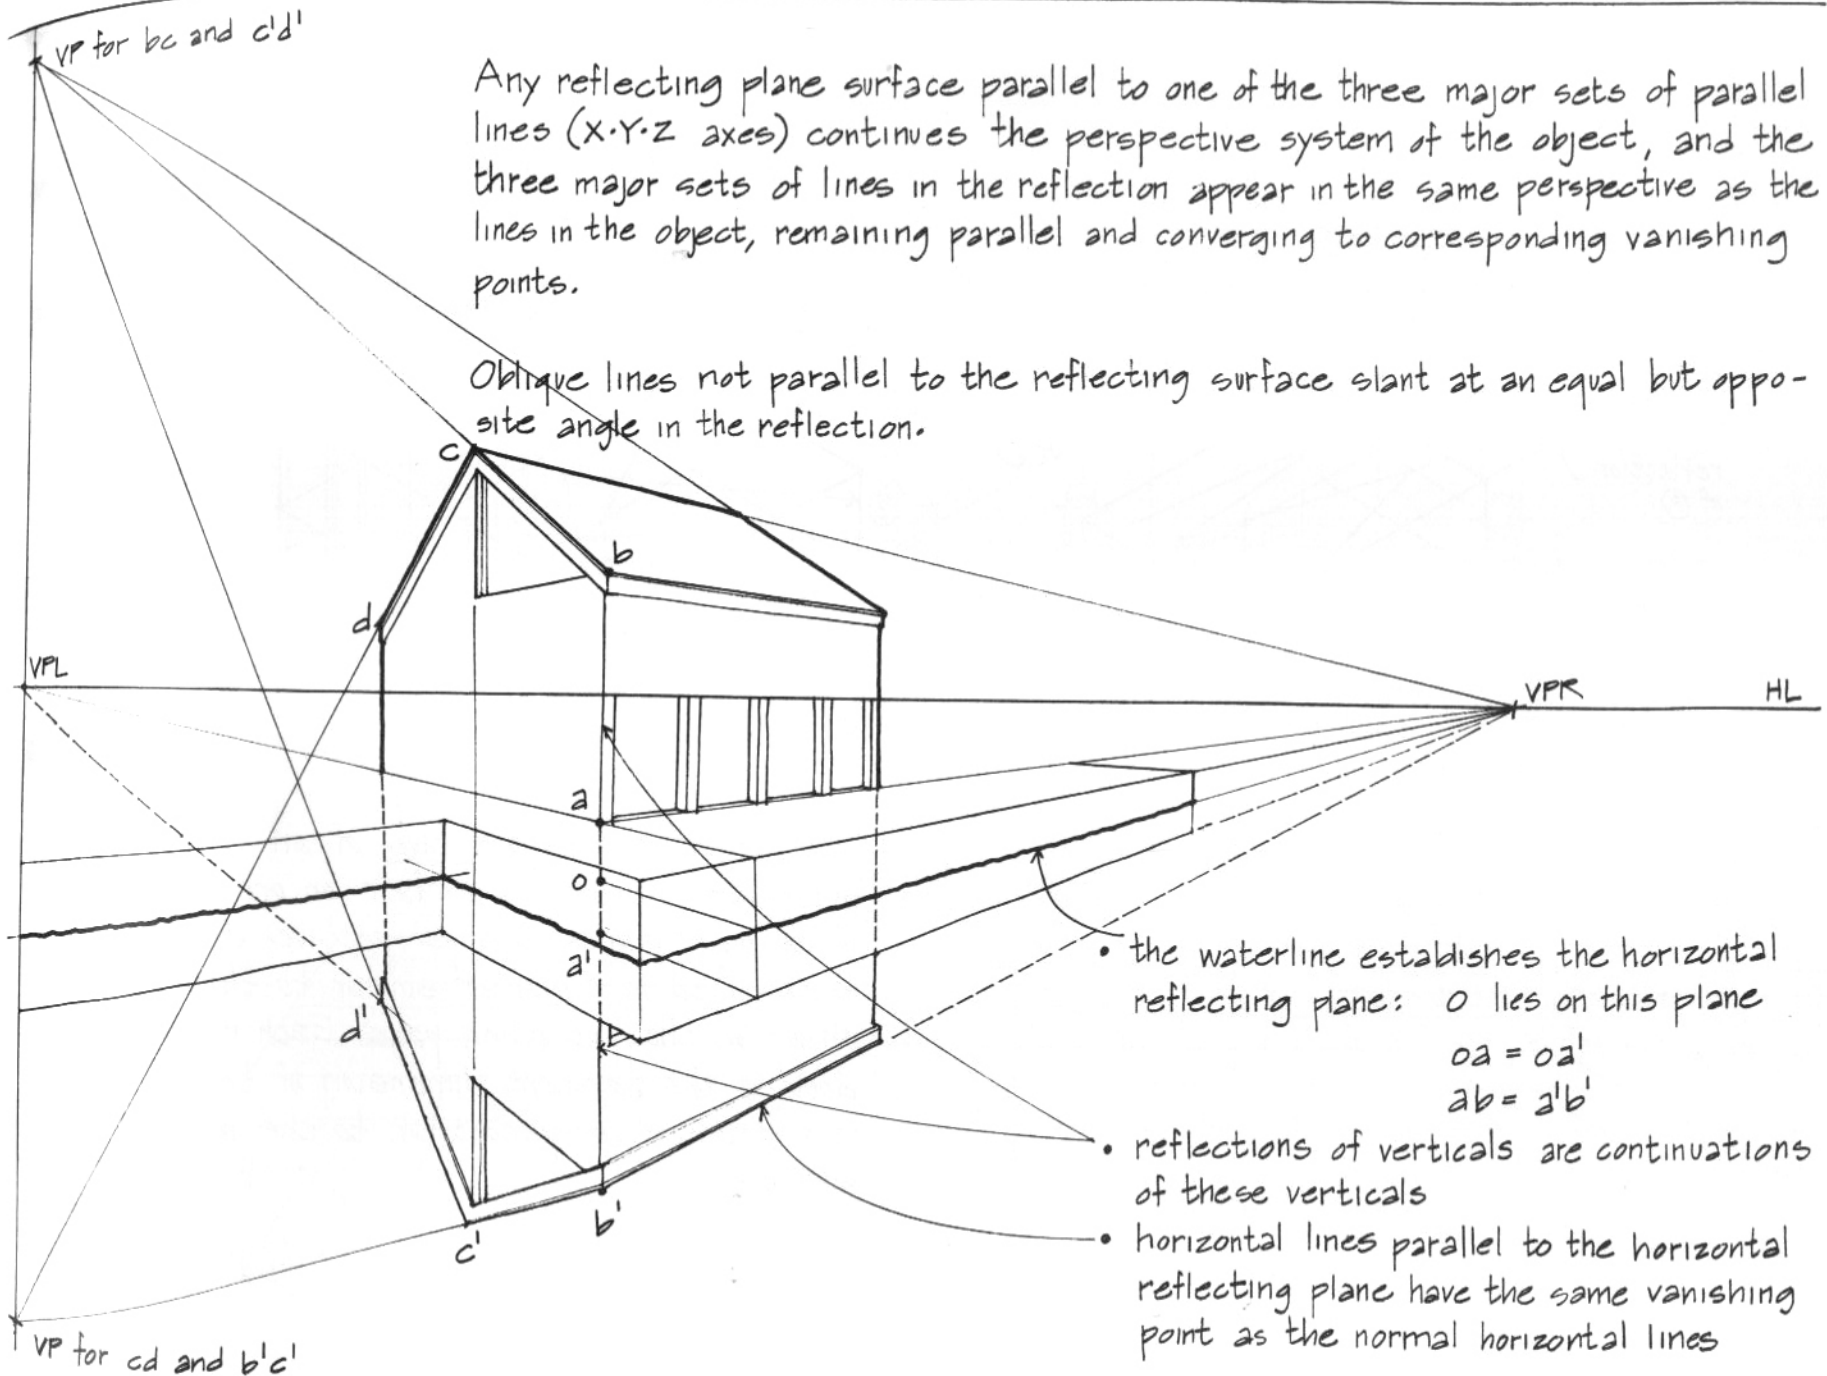 VP for bc and c'd'
Any reflecting plane surface parallel to one of the three major sets of parallel
lines (X·Y·Z axes) continues the perspective system of the object, and the
three major sets of lines in the reflection appear in the same perspective as the
lines in the object, remaining parallel and converging to corresponding vanishing
points.
Oblique lines not parallel to the reflecting surface slant at an equal but oppo-
site angle in the reflection.
c
b
d
VPL
VPR
HL
a
o
a'
d'
• the waterline establishes the horizontal
reflecting plane: O lies on this plane
oa = oa'
ab = a'b'
• reflections of verticals are continuations
of these verticals
b'
c'
• horizontal lines parallel to the horizontal
reflecting plane have the same vanishing
point as the normal horizontal lines
VP for cd and b'c'